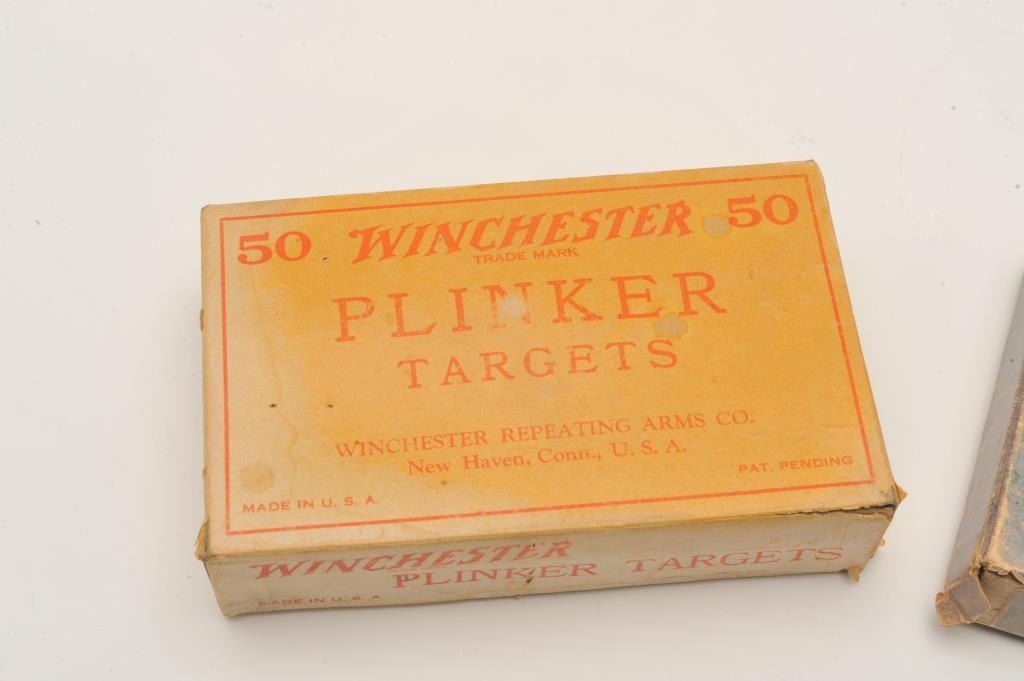 50 WINCHESTER 50
TRADE MARK
PLINKER
TARGETS
WINCHESTER REPEATING ARMS CO.
New Haven, Conn., U. S. A.
MADE IN U. S. A.
PAT. PENDING
WINCHESTER
PLINKER TARGETS
MADE IN U. S. A.